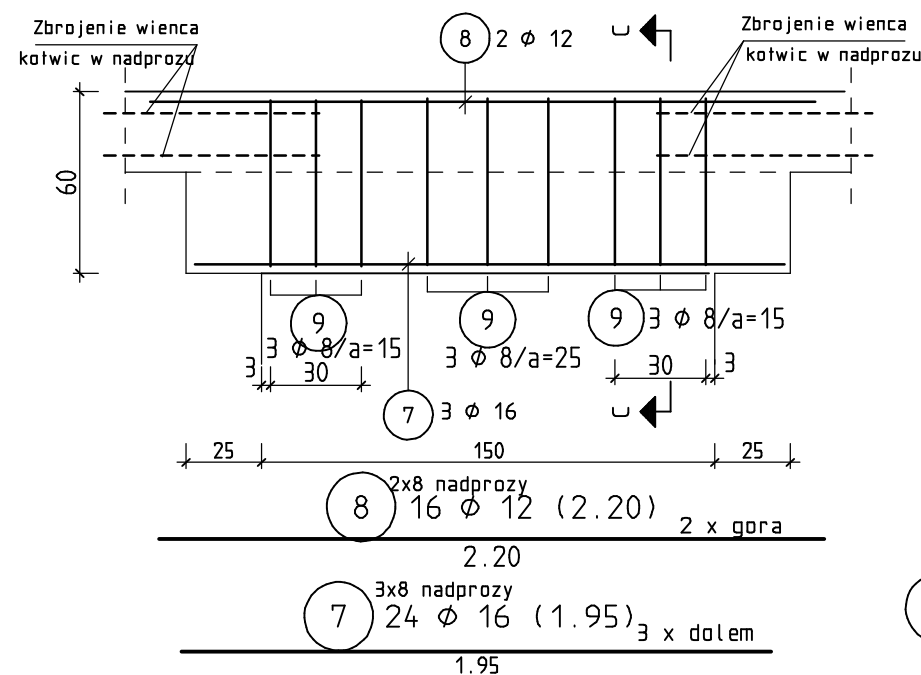 Zbrojenie wienca
kotwic w nadprozu
8 2 ϕ 12
Zbrojenie wienca
kotwic w nadprozu
60
9
3 ϕ 8/a=15
9
3 ϕ 8/a=25
9 3 ϕ 8/a=15
3 30
30 3
7 3 ϕ 16
25 150 25
2x8 nadprozy
8 16 ϕ 12 (2.20)
2 x gora
2.20
3x8 nadprozy
7 24 ϕ 16 (1.95)
3 x dolem
1.95